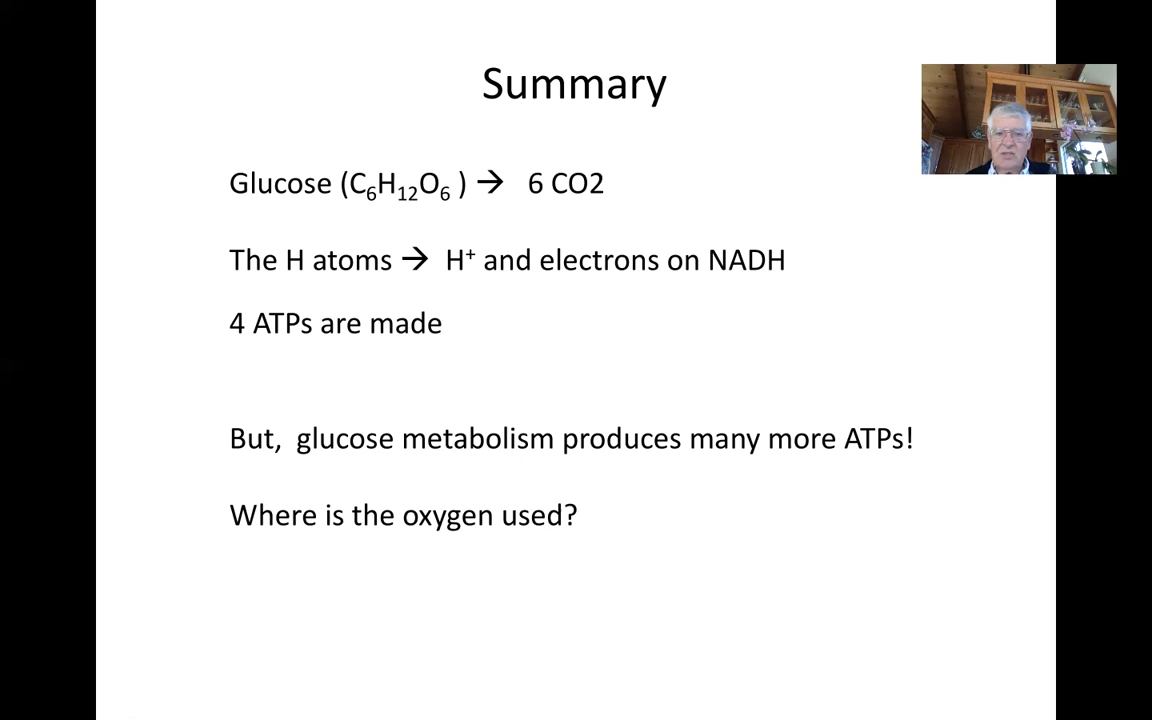 Summary
Glucose (C₆H₁₂O₆ ) → 6 CO2
The H atoms → H⁺ and electrons on NADH
4 ATPs are made
But, glucose metabolism produces many more ATPs!
Where is the oxygen used?